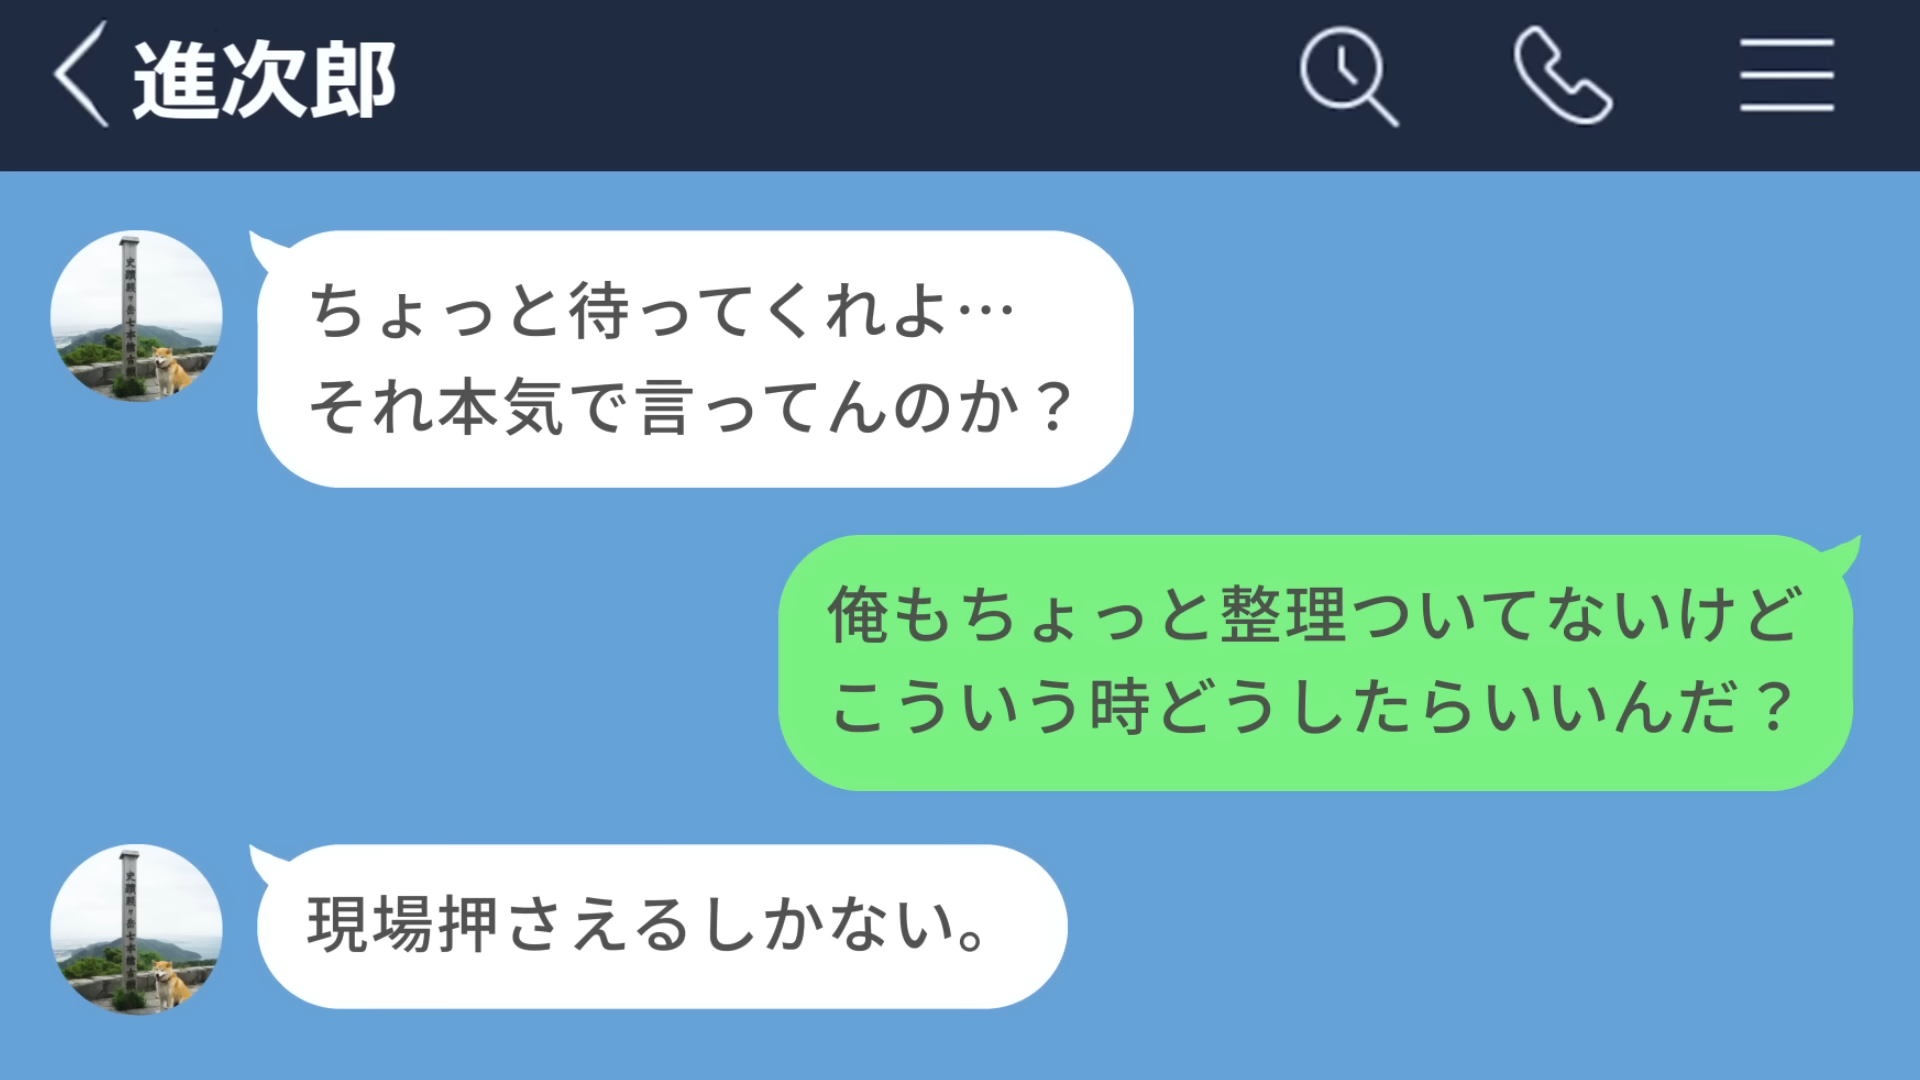 進次郎
ちょっと待ってくれよ…
それ本気で言ってんのか？
俺もちょっと整理ついてないけど
こういう時どうしたらいいんだ？
現場押さえるしかない。